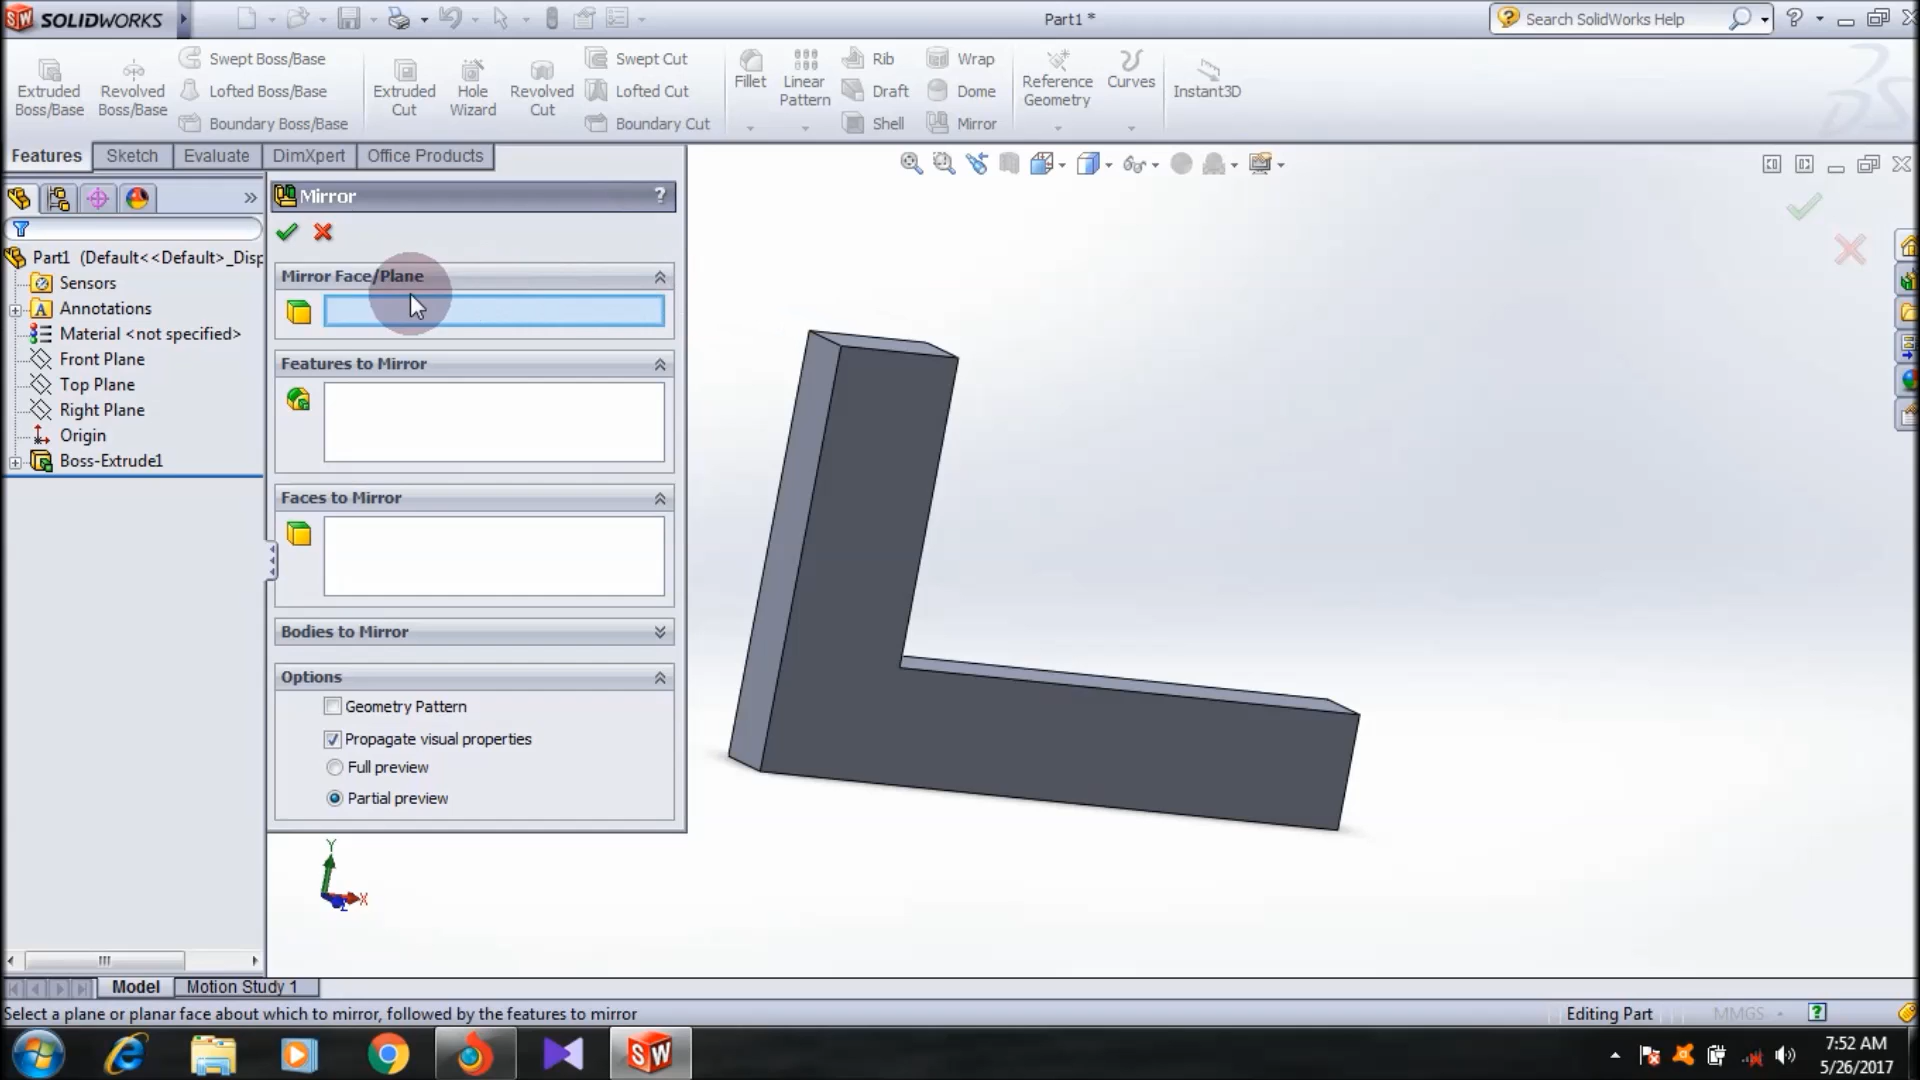 SOLIDWORKS
Part1 *
Search SolidWorks Help
Extruded Boss/Base
Revolved Boss/Base
Swept Boss/Base
Lofted Boss/Base
Boundary Boss/Base
Extruded Cut
Hole Wizard
Revolved Cut
Swept Cut
Lofted Cut
Boundary Cut
Fillet
Linear Pattern
Rib
Draft
Shell
Wrap
Dome
Mirror
Reference Geometry
Curves
Instant3D
Features
Sketch
Evaluate
DimXpert
Office Products
Part1 (Default<<Default>_Disp
Sensors
Annotations
Material <not specified>
Front Plane
Top Plane
Right Plane
Origin
Boss-Extrude1
Mirror
?
Mirror Face/Plane
Features to Mirror
Faces to Mirror
Bodies to Mirror
Options
Geometry Pattern
Propagate visual properties
Full preview
Partial preview
Y
X
Z
Model
Motion Study 1
Select a plane or planar face about which to mirror, followed by the features to mirror
Editing Part
MMGS
?
SW
7:52 AM
5/26/2017